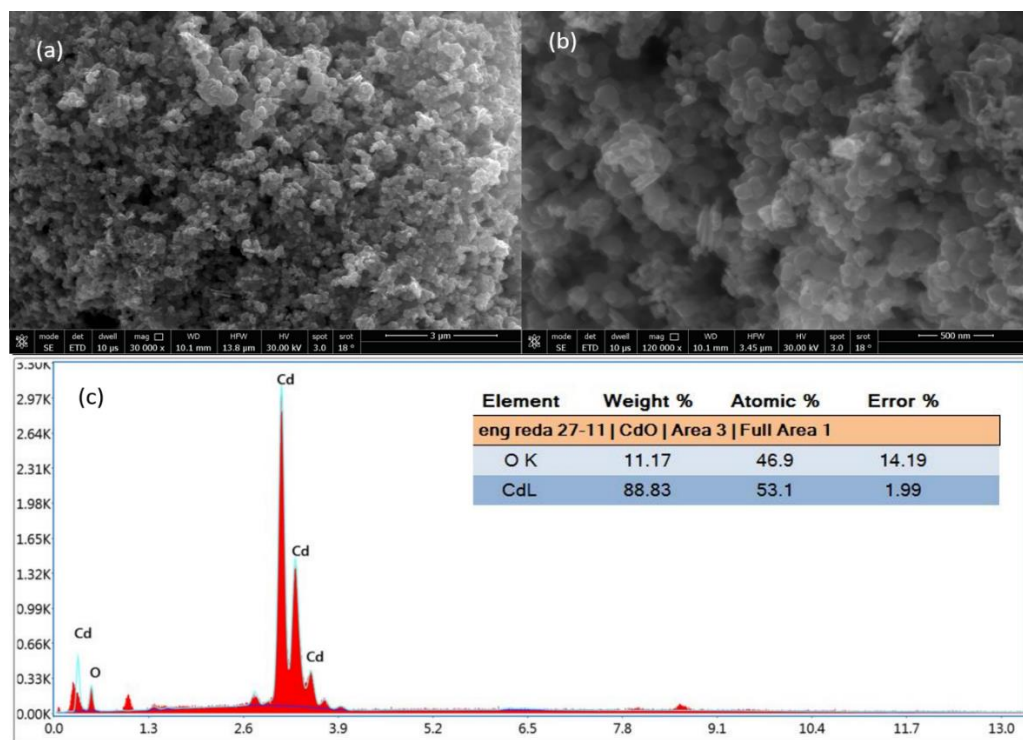 (a)
mode det dwell mag WD HFW HV spot srot
SE ETD 10 µs 30 000 x 10.1 mm 13.8 µm 30.00 kV 3.0 18 °
3 µm
(b)
mode det dwell mag WD HFW HV spot srot
SE ETD 10 µs 120 000 x 10.1 mm 3.45 µm 30.00 kV 3.0 18 °
500 nm
(c)
3.30K
2.97K
2.64K
2.31K
1.98K
1.65K
1.32K
0.99K
0.66K
0.33K
0.00K
Cd
Cd
Cd
Cd
O
0.0 1.3 2.6 3.9 5.2 6.5 7.8 9.1 10.4 11.7 13.0
Element Weight % Atomic % Error %
eng reda 27-11 | CdO | Area 3 | Full Area 1
O K 11.17 46.9 14.19
CdL 88.83 53.1 1.99